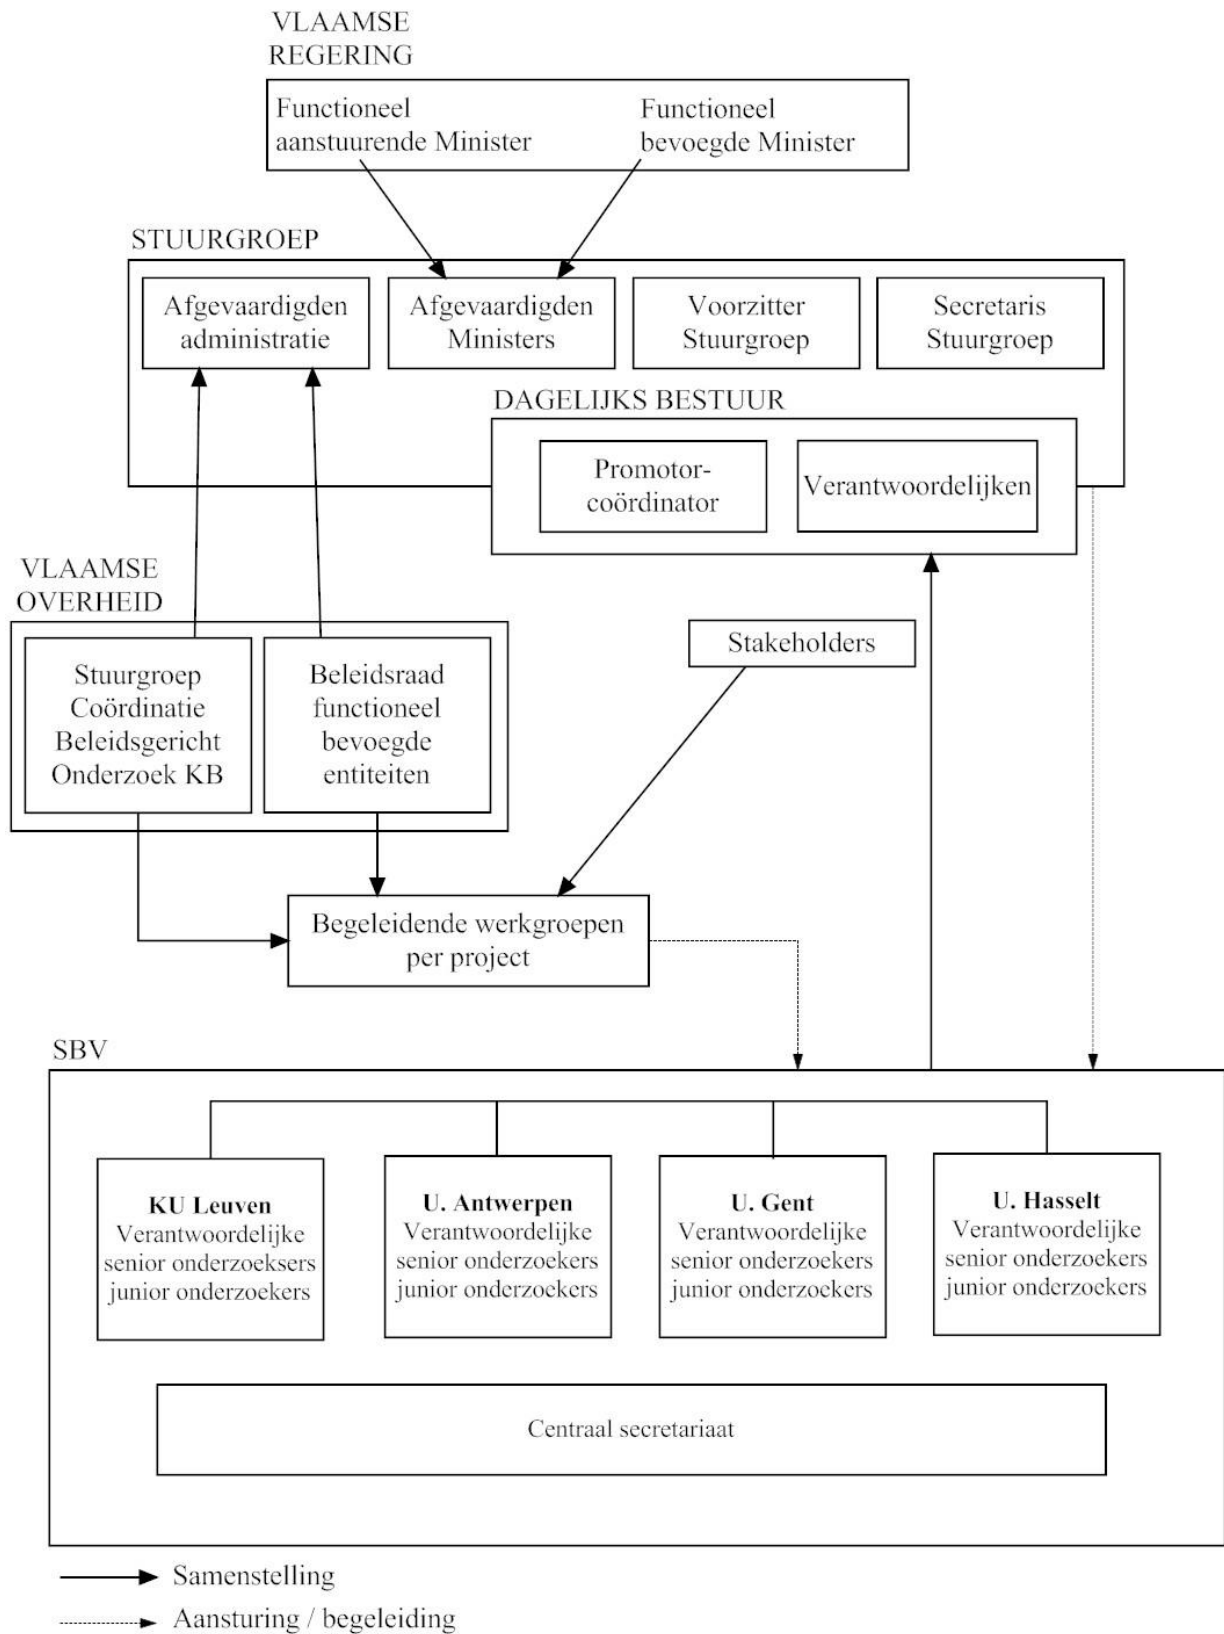 VLAAMSE
REGERING
Functioneel
aanstuurende Minister
Functioneel
bevoegde Minister
STUURGROEP
Afgevaardigden
administratie
Afgevaardigden
Ministers
Voorzitter
Stuurgroep
Secretaris
Stuurgroep
DAGELIJKS BESTUUR
Promotor-
coördinator
Verantwoordelijken
VLAAMSE
OVERHEID
Stuurgroep
Coördinatie
Beleidsgericht
Onderzoek KB
Beleidsraad
functioneel
bevoegde
entiteiten
Stakeholders
Begeleidende werkgroepen
per project
SBV
KU Leuven
Verantwoordelijke
senior onderzoeksers
junior onderzoekers
U. Antwerpen
Verantwoordelijke
senior onderzoekers
junior onderzoekers
U. Gent
Verantwoordelijke
senior onderzoekers
junior onderzoekers
U. Hasselt
Verantwoordelijke
senior onderzoekers
junior onderzoekers
Centraal secretariaat
Samenstelling
Aansturing / begeleiding